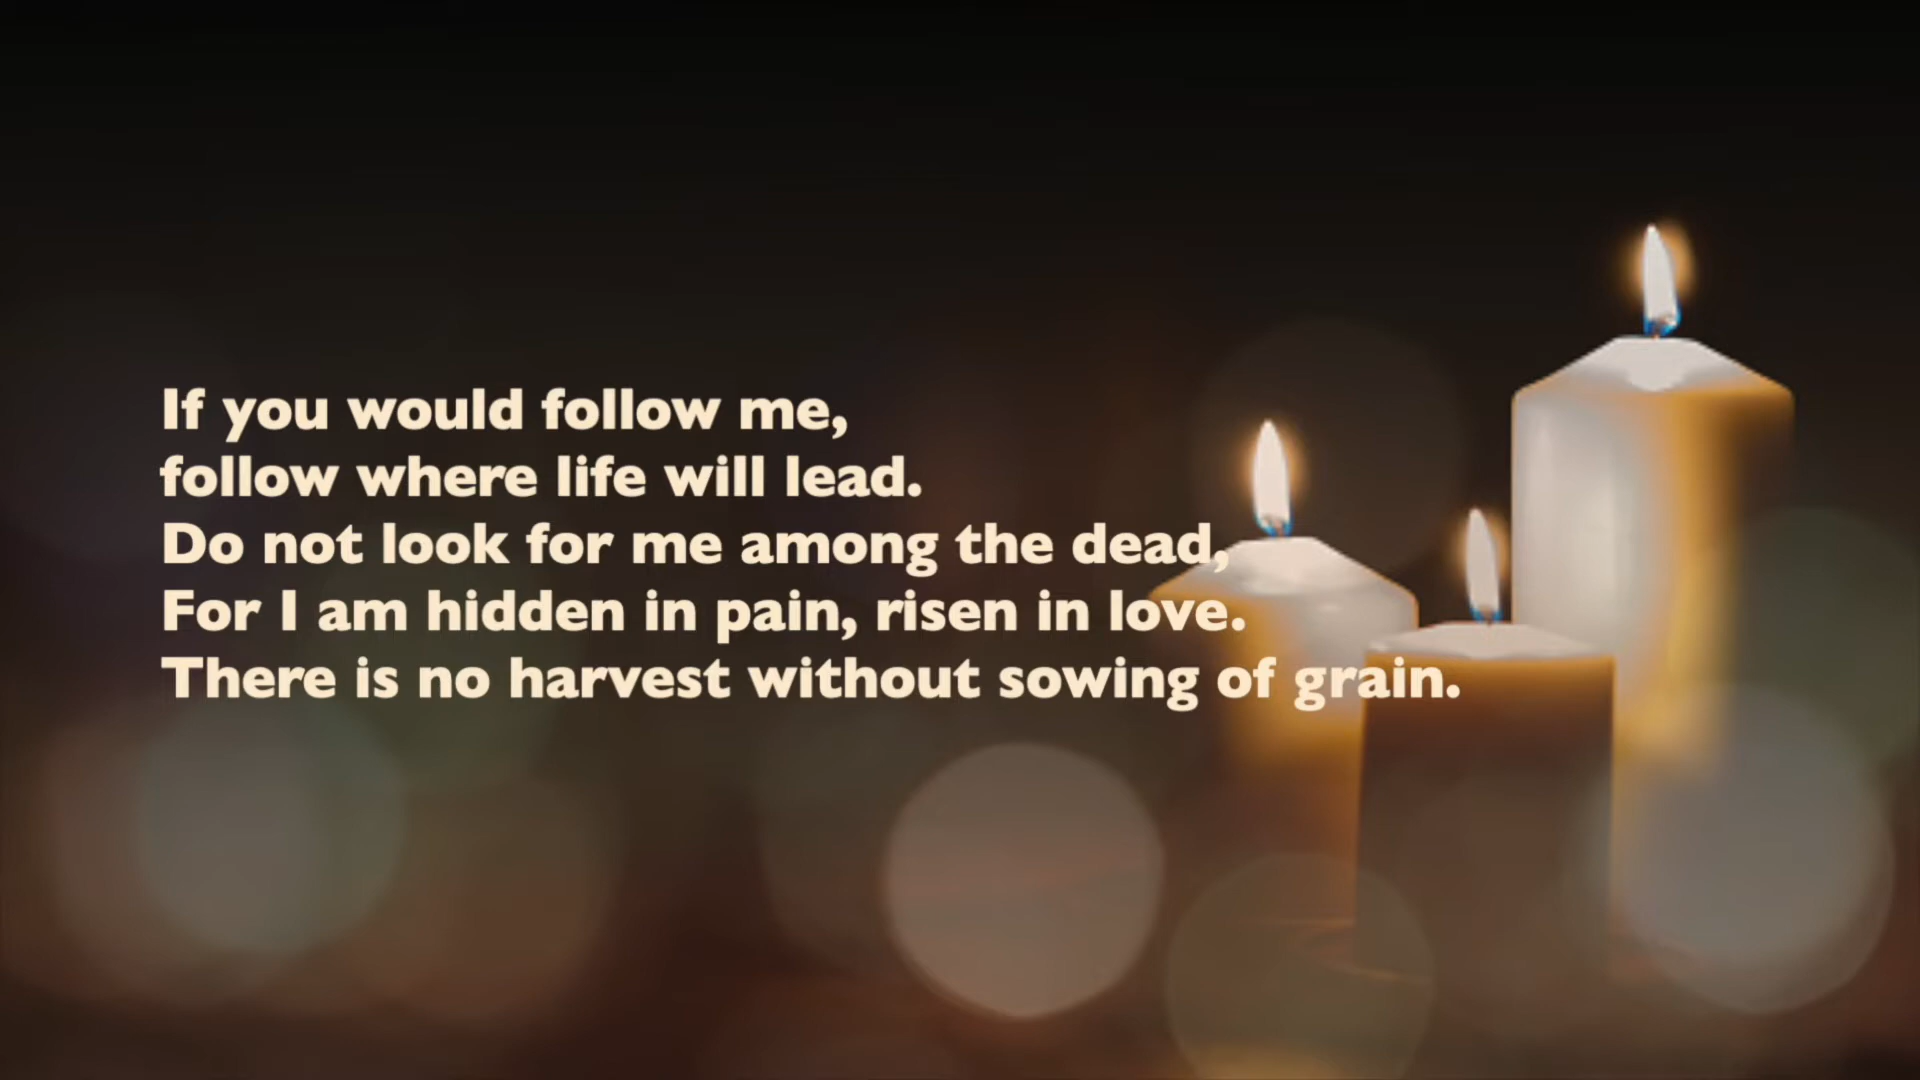 If you would follow me,
follow where life will lead.
Do not look for me among the dead,
For I am hidden in pain, risen in love.
There is no harvest without sowing of grain.